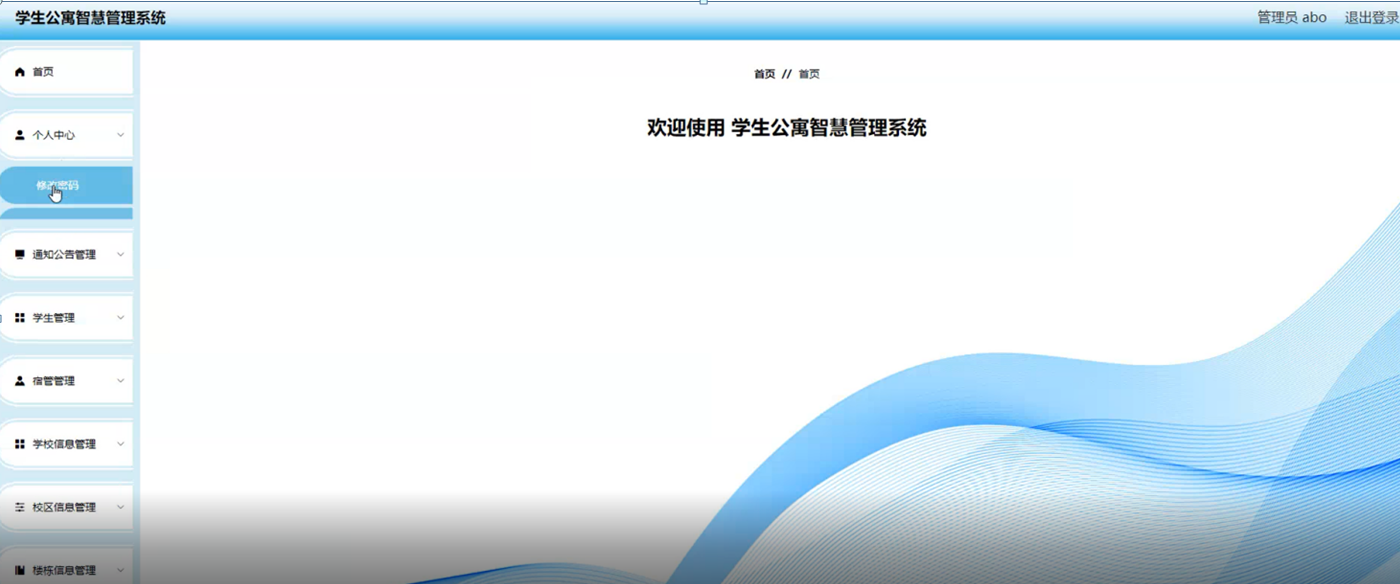 学生公寓智慧管理系统
管理员 abo 退出登录
首页
个人中心
修改密码
通知公告管理
学生管理
宿管管理
学校信息管理
校区信息管理
楼栋信息管理
首页 // 首页
欢迎使用 学生公寓智慧管理系统